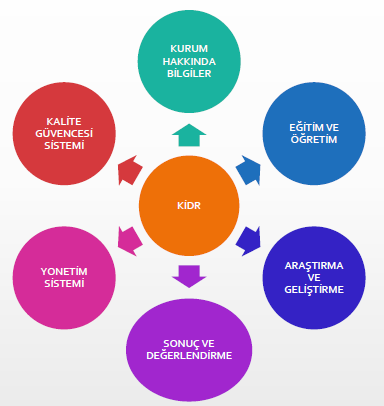 KURUM
HAKKINDA
BİLGİLER
KALİTE
GÜVENCESİ
SİSTEMİ
EĞİTİM VE
ÖĞRETİM
KİDR
YONETİM
SİSTEMİ
ARAŞTIRMA
VE
GELİŞTİRME
SONUÇ VE
DEĞERLENDİRME